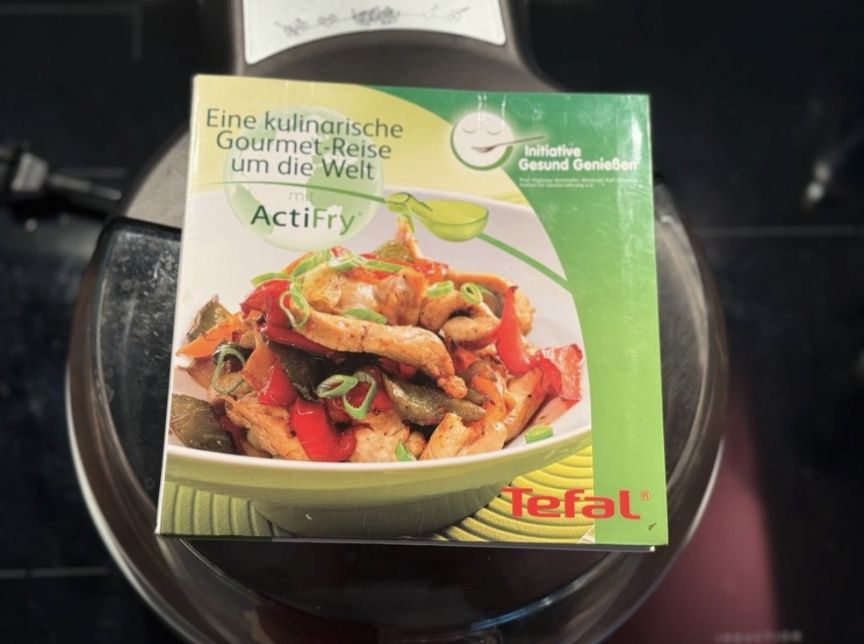 Eine kulinarische
Gourmet-Reise
um die Welt
mit
ActiFry®
Initiative
Gesund Genießen
Tefal®